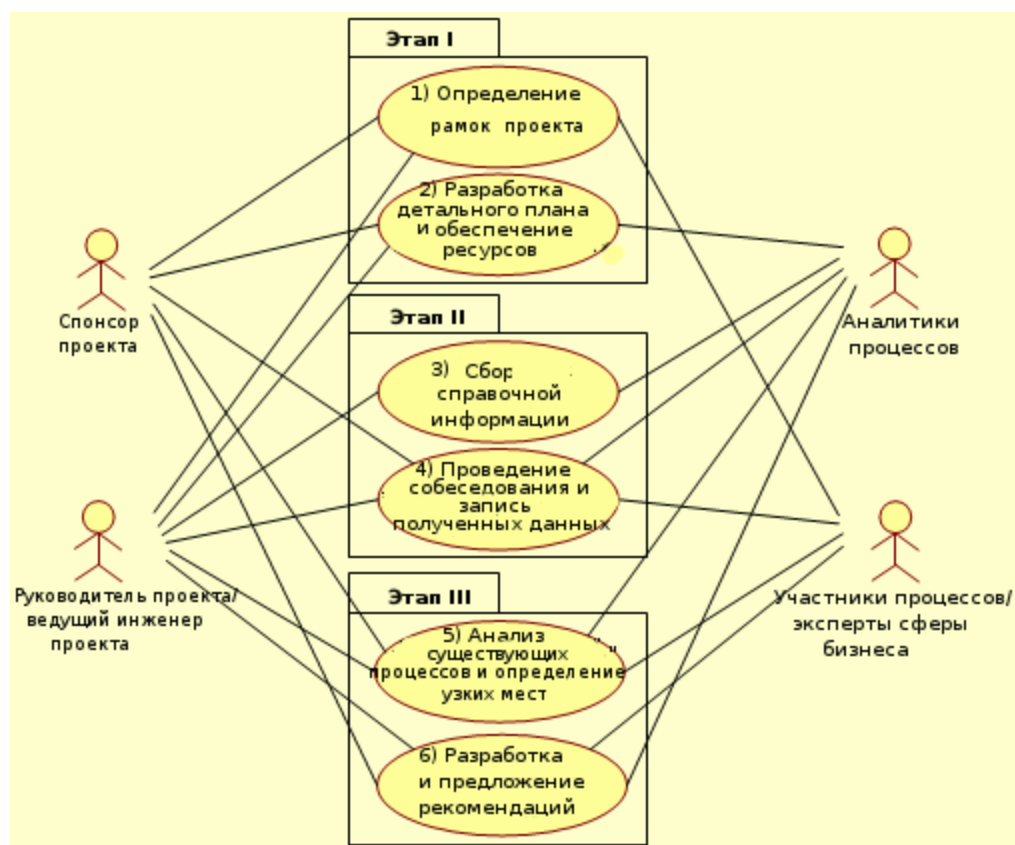 Этап I
1) Определение
рамок проекта
2) Разработка
детального плана
и обеспечение
ресурсов
Спонсор
проекта
Аналитики
процессов
Этап II
3) Сбор
справочной
информации
4) Проведение
собеседования и
запись
полученных данных
Руководитель проекта/
ведущий инженер
проекта
Участники процессов/
эксперты сферы
бизнеса
Этап III
5) Анализ
существующих
процессов и определение
узких мест
6) Разработка
и предложение
рекомендаций